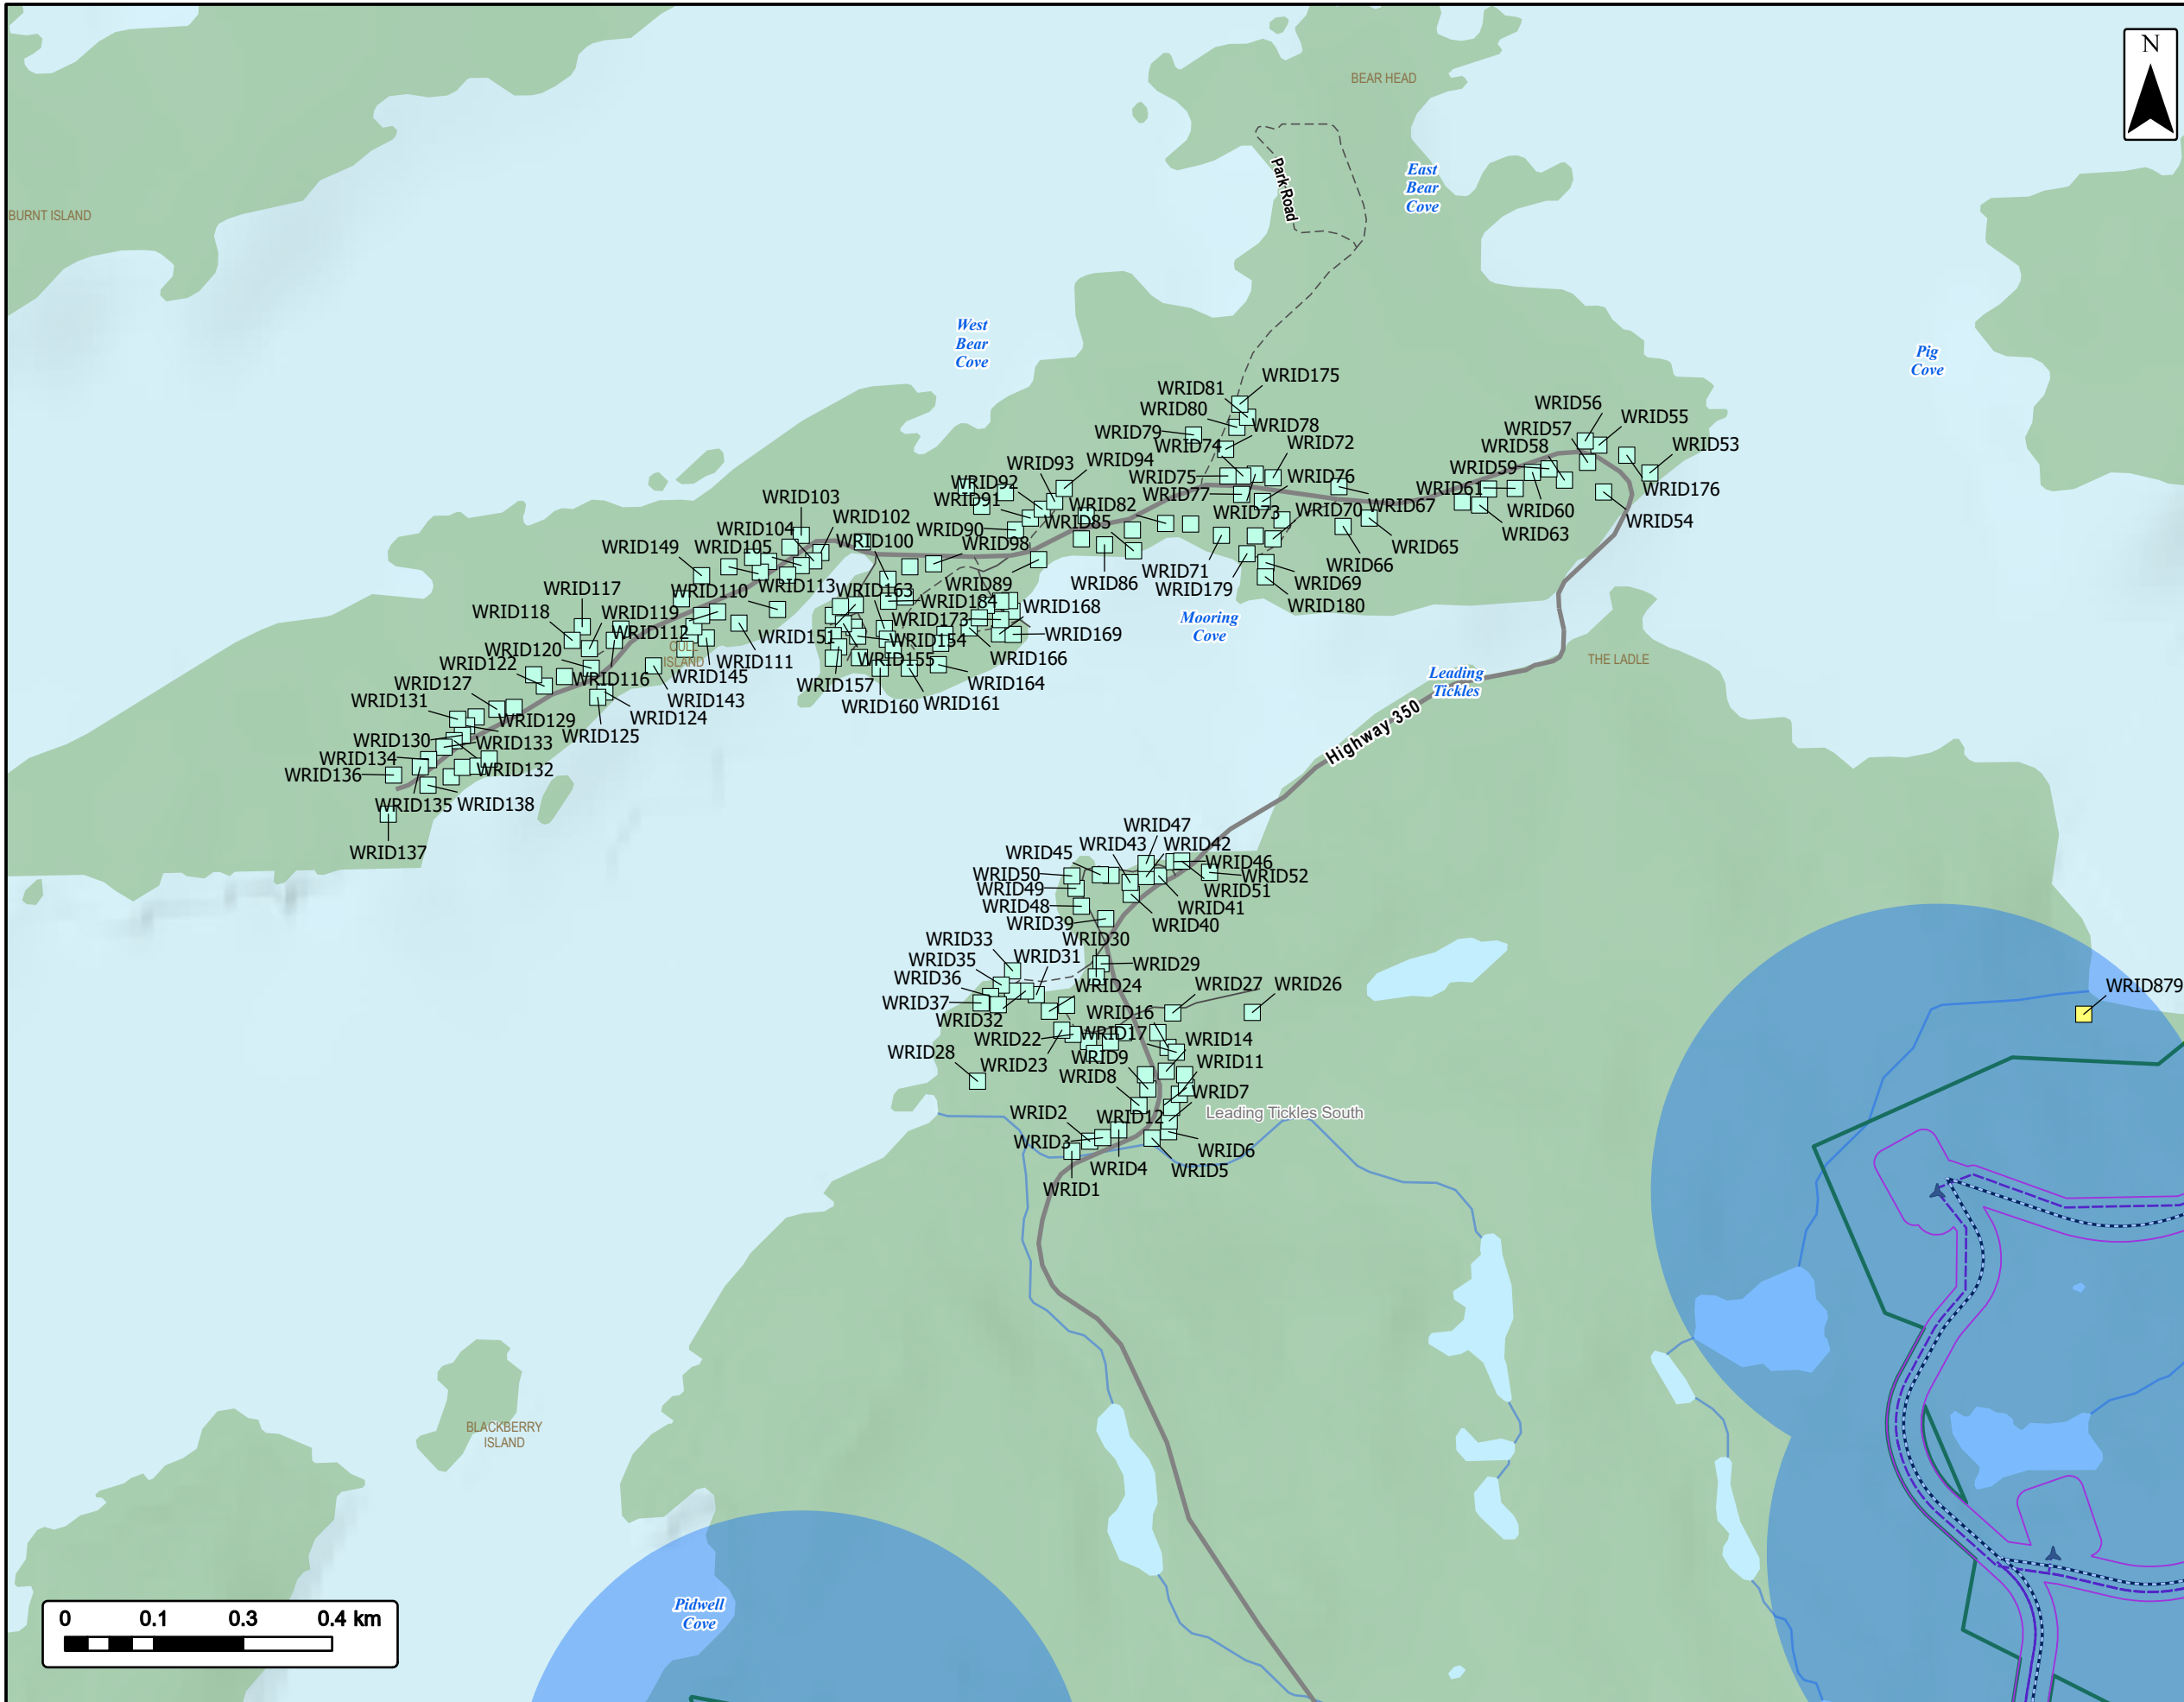 N
BEAR HEAD
Park Road
East
Bear
Cove
BURNT ISLAND
West
Bear
Cove
Pig
Cove
WRID175
WRID81
WRID80
WRID79
WRID78
WRID74
WRID72
WRID56
WRID55
WRID57
WRID58
WRID53
WRID59
WRID61
WRID176
WRID60
WRID54
WRID63
WRID93
WRID94
WRID92
WRID91
WRID75
WRID76
WRID77
WRID82
WRID73
WRID70
WRID67
WRID85
WRID90
WRID65
WRID66
WRID103
WRID104
WRID102
WRID100
WRID98
WRID149
WRID105
WRID89
WRID86
WRID71
WRID179
WRID69
WRID180
WRID110
WRID113
WRID163
WRID184
WRID168
WRID173
WRID169
WRID117
WRID118
WRID119
WRID112
WRID151
WRID154
WRID155
WRID166
Mooring
Cove
GULL
ISLAND
WRID120
WRID122
WRID111
WRID116
WRID145
WRID157
WRID164
WRID127
WRID143
WRID160
WRID161
THE LADLE
Leading
Tickles
WRID131
WRID129
WRID124
WRID125
WRID130
WRID133
WRID134
WRID136
WRID132
WRID135
WRID138
WRID137
Highway 350
WRID47
WRID43
WRID42
WRID45
WRID46
WRID50
WRID52
WRID49
WRID51
WRID48
WRID41
WRID39
WRID40
WRID33
WRID30
WRID31
WRID35
WRID29
WRID36
WRID24
WRID27
WRID26
WRID37
WRID32
WRID16
WRID879
WRID22
WRID17
WRID14
WRID28
WRID23
WRID9
WRID11
WRID8
WRID7
WRID2
WRID12
Leading Tickles South
WRID3
WRID6
WRID4
WRID5
WRID1
BLACKBERRY
ISLAND
Pidwell
Cove
0 0.1 0.3 0.4 km